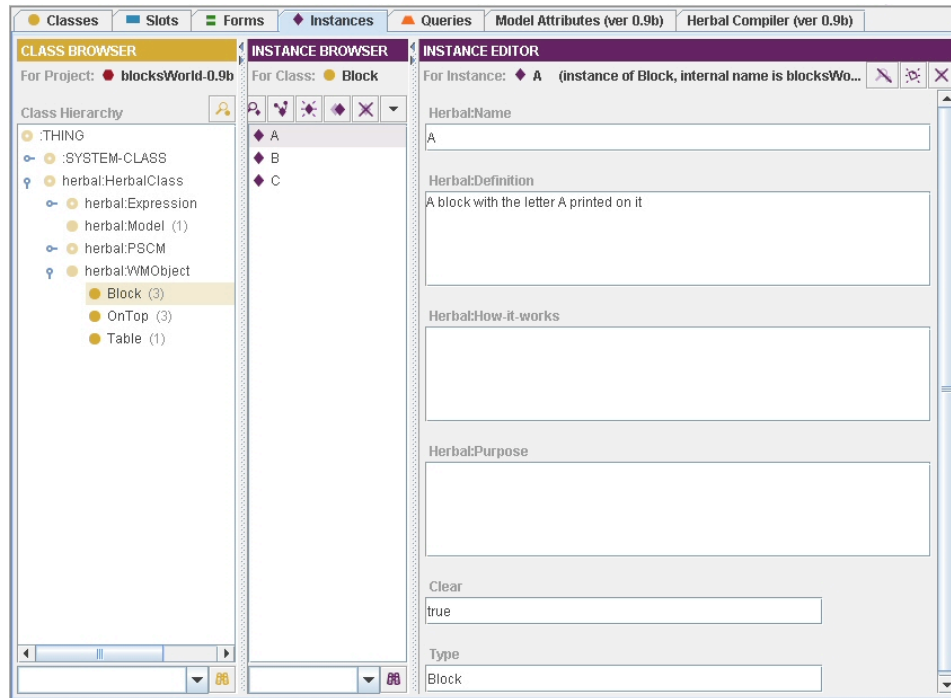 Classes Slots Forms Instances Queries Model Attributes (ver 0.9b) Herbal Compiler (ver 0.9b)
CLASS BROWSER
For Project: blocksWorld-0.9b
Class Hierarchy
:THING
:SYSTEM-CLASS
herbal:HerbalClass
herbal:Expression
herbal:Model (1)
herbal:PSCM
herbal:WMObject
Block (3)
OnTop (3)
Table (1)
INSTANCE BROWSER
For Class: Block
A
B
C
INSTANCE EDITOR
For Instance: A (instance of Block, internal name is blocksWo...
Herbal:Name
A
Herbal:Definition
A block with the letter A printed on it
Herbal:How-it-works
Herbal:Purpose
Clear
true
Type
Block